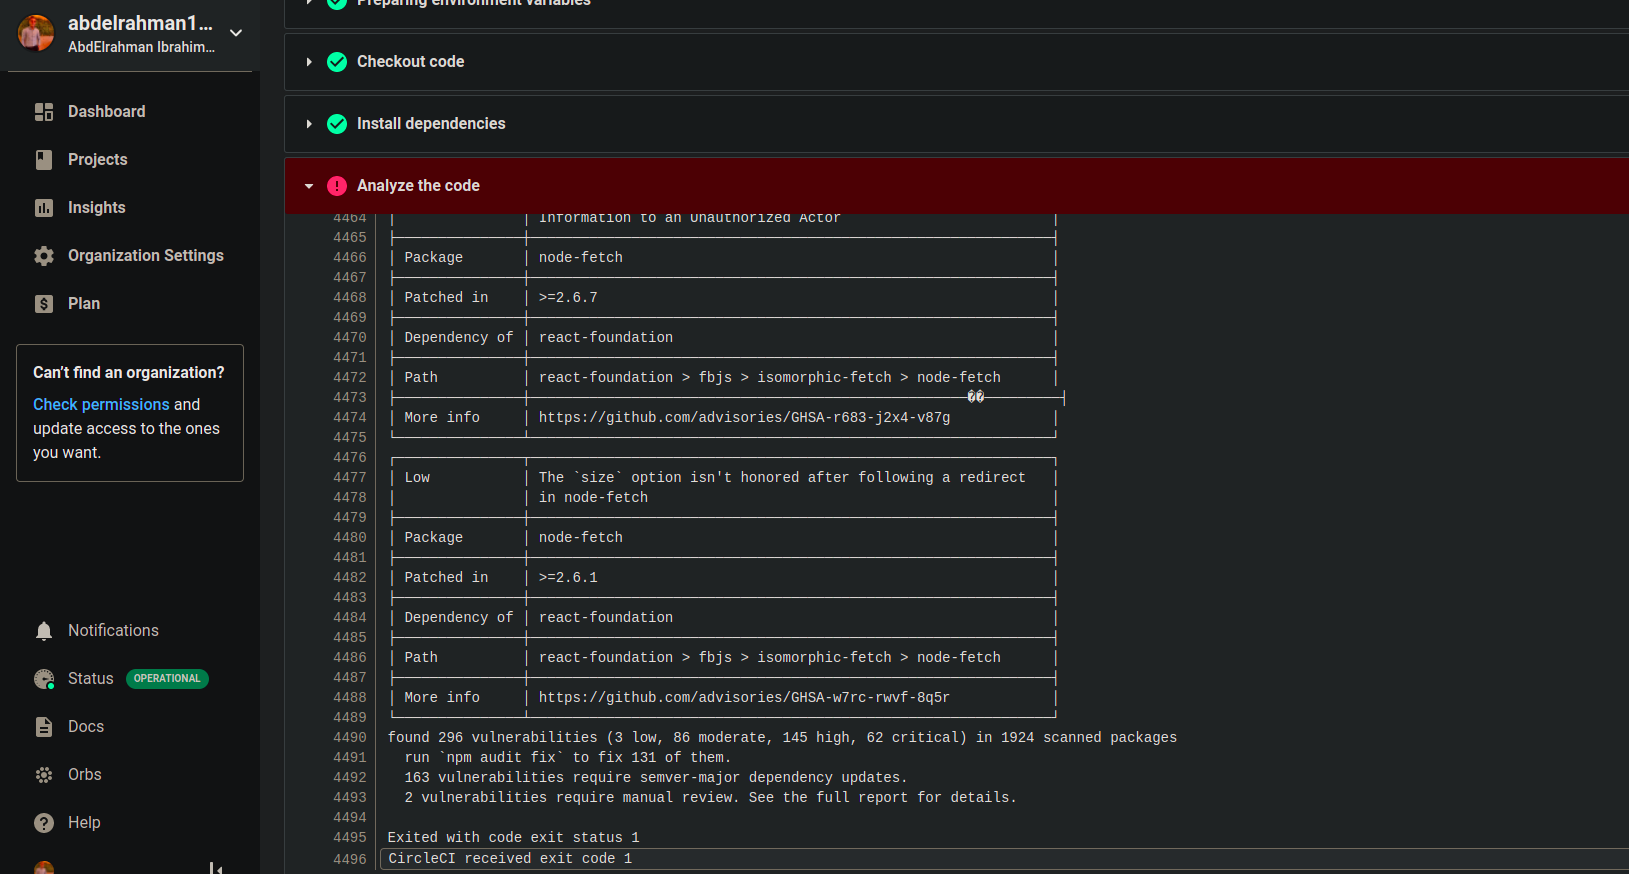 abdelrahman1...
AbdElrahman Ibrahim...
Dashboard
Projects
Insights
Organization Settings
Plan
Can't find an organization?
Check permissions and
update access to the ones
you want.
Notifications
Status OPERATIONAL
Docs
Orbs
Help
Preparing environment variables
Checkout code
Install dependencies
Analyze the code
4464 Information to an Unauthorized Actor
4465
4466 Package node-fetch
4467
4468 Patched in >=2.6.7
4469
4470 Dependency of react-foundation
4471
4472 Path react-foundation > fbjs > isomorphic-fetch > node-fetch
4473 ��
4474 More info https://github.com/advisories/GHSA-r683-j2x4-v87g
4475
4476
4477 Low The `size` option isn't honored after following a redirect
4478 in node-fetch
4479
4480 Package node-fetch
4481
4482 Patched in >=2.6.1
4483
4484 Dependency of react-foundation
4485
4486 Path react-foundation > fbjs > isomorphic-fetch > node-fetch
4487
4488 More info https://github.com/advisories/GHSA-w7rc-rwvf-8q5r
4489
4490 found 296 vulnerabilities (3 low, 86 moderate, 145 high, 62 critical) in 1924 scanned packages
4491 run `npm audit fix` to fix 131 of them.
4492 163 vulnerabilities require semver-major dependency updates.
4493 2 vulnerabilities require manual review. See the full report for details.
4494
4495 Exited with code exit status 1
4496 CircleCI received exit code 1